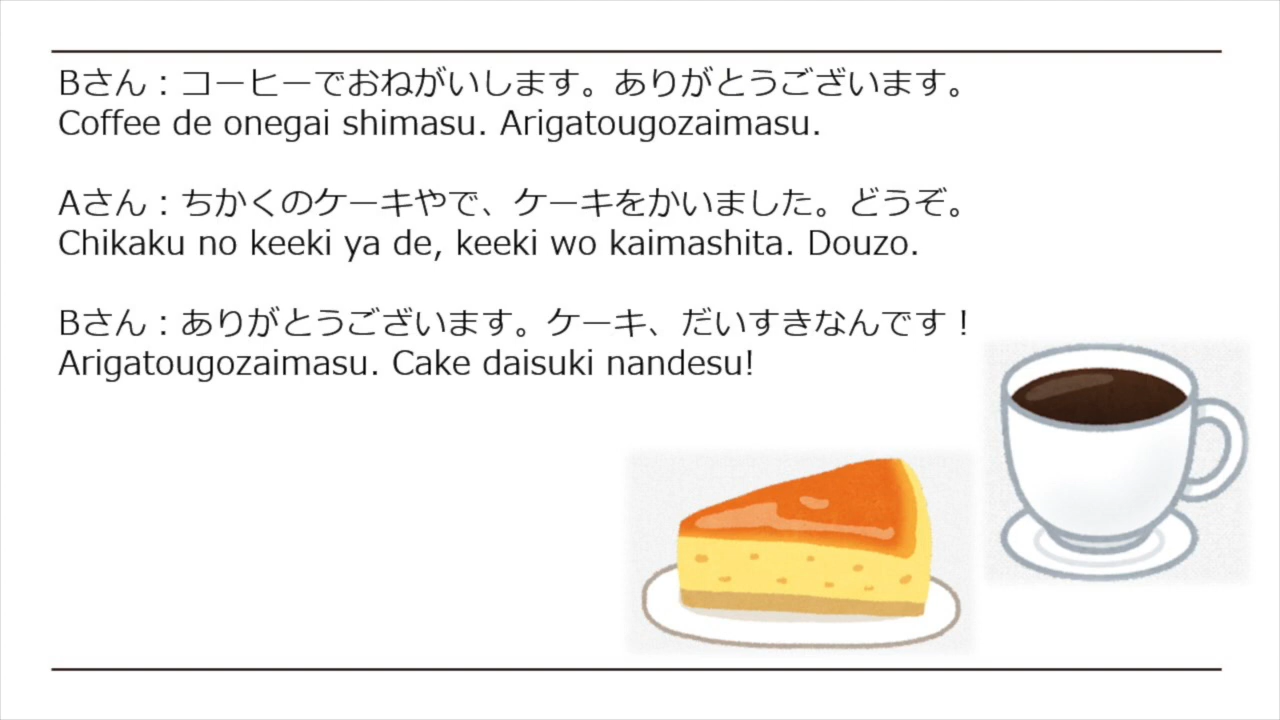 Bさん：コーヒーでおねがいします。ありがとうございます。
Coffee de onegai shimasu. Arigatougozaimasu.
Aさん：ちかくのケーキやで、ケーキをかいました。どうぞ。
Chikaku no keeki ya de, keeki wo kaimashita. Douzo.
Bさん：ありがとうございます。ケーキ、だいすきなんです！
Arigatougozaimasu. Cake daisuki nandesu!